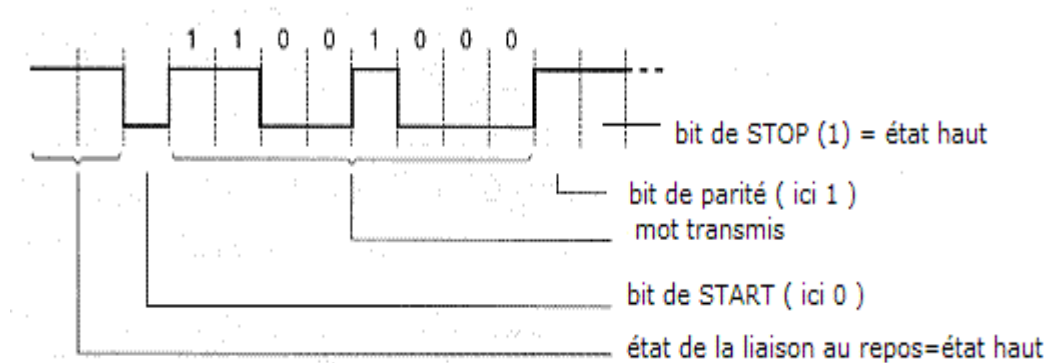 1 1 0 0 1 0 0 0
bit de STOP (1) = état haut
bit de parité ( ici 1 )
mot transmis
bit de START ( ici 0 )
état de la liaison au repos=état haut